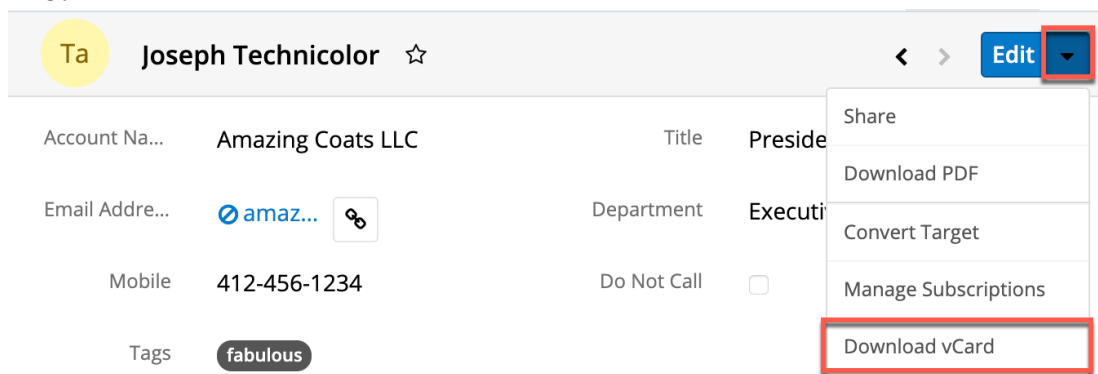 Ta
Joseph Technicolor
Edit
Share
Account Na...
Amazing Coats LLC
Title
Preside
Download PDF
Email Addre...
amaz...
Department
Executi
Convert Target
Mobile
412-456-1234
Do Not Call
Manage Subscriptions
Tags
fabulous
Download vCard